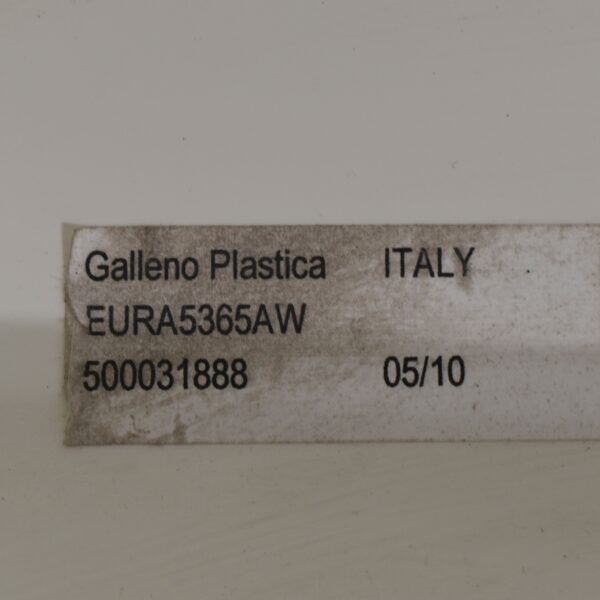 Galleno Plastica ITALY
EURA5365AW
500031888 05/10